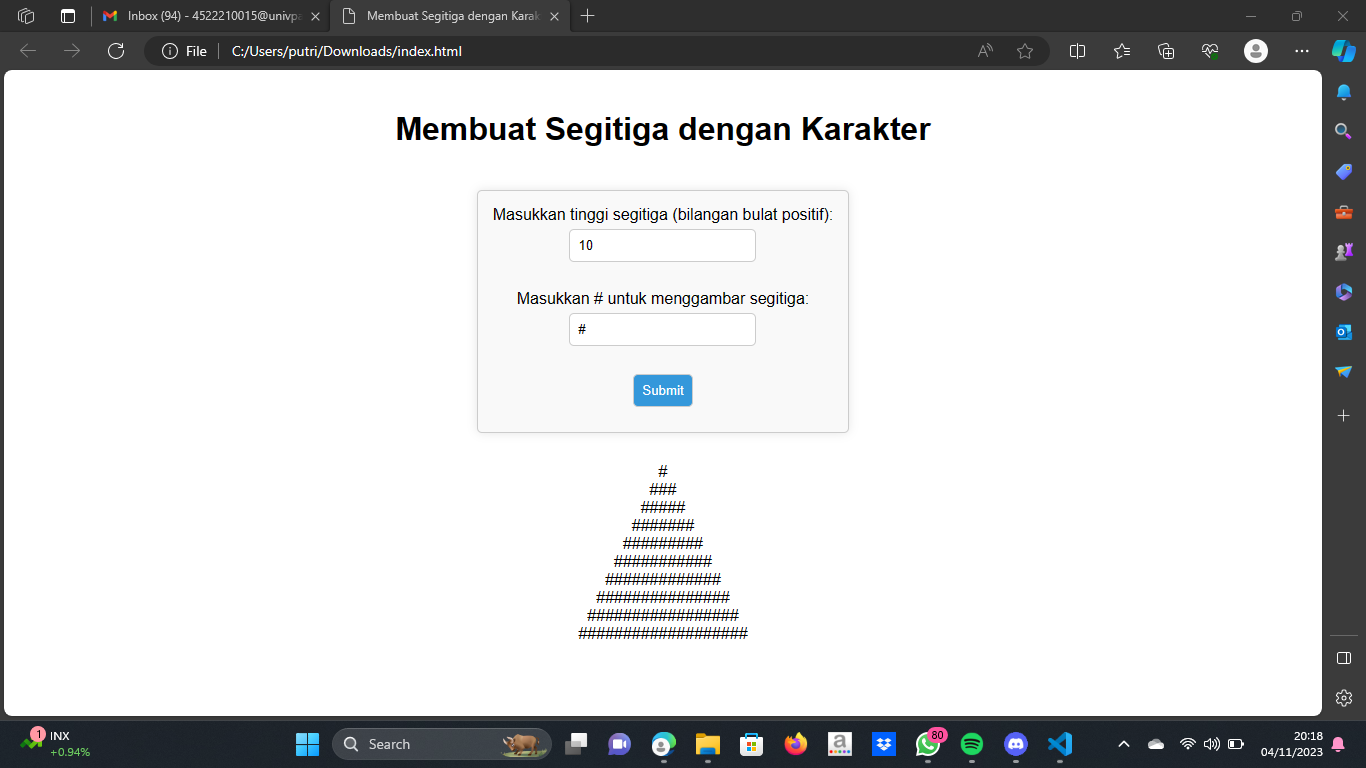 Inbox (94) - 4522210015@univpa
Membuat Segitiga dengan Karak
File
C:/Users/putri/Downloads/index.html
Membuat Segitiga dengan Karakter
Masukkan tinggi segitiga (bilangan bulat positif):
10
Masukkan # untuk menggambar segitiga:
#
Submit
#
###
#####
#######
#########
###########
#############
###############
#################
###################
1
INX
+0.94%
Search
a
80
20:18
04/11/2023